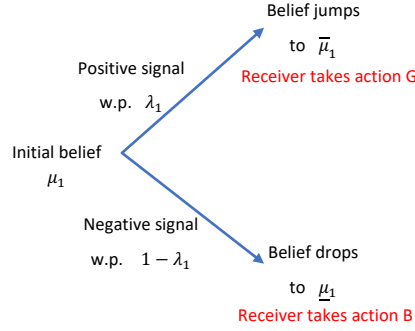 Belief jumps
to μ̅₁
Receiver takes action G
Positive signal
w.p. λ₁
Initial belief
μ₁
Negative signal
w.p. 1 − λ₁
Belief drops
to μ̲₁
Receiver takes action B